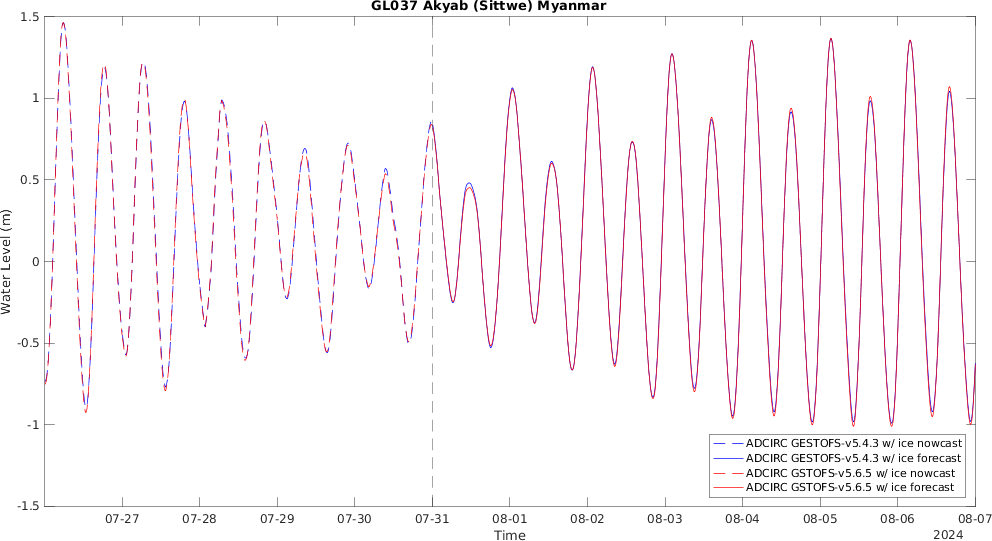 GL037 Akyab (Sittwe) Myanmar
1.5
1
0.5
0
-0.5
-1
-1.5
Water Level (m)
07-27 07-28 07-29 07-30 07-31 08-01 08-02 08-03 08-04 08-05 08-06 08-07
Time
2024
ADCIRC GESTOFS-v5.4.3 w/ ice nowcast
ADCIRC GESTOFS-v5.4.3 w/ ice forecast
ADCIRC GSTOFS-v5.6.5 w/ ice nowcast
ADCIRC GSTOFS-v5.6.5 w/ ice forecast